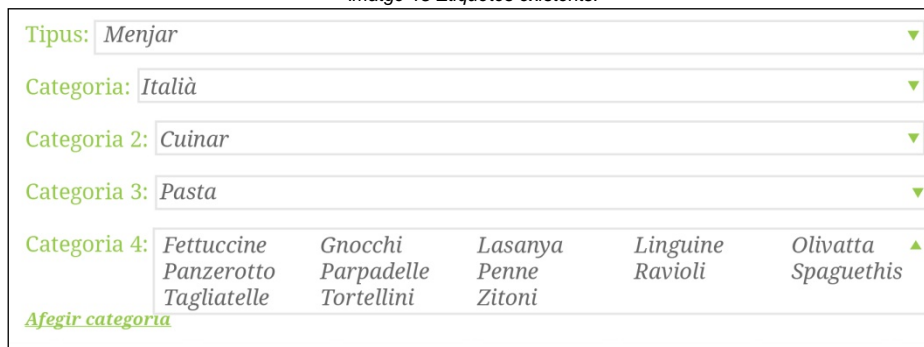 Imatge 13 Etiquetes existents.
Tipus: Menjar
Categoria: Italià
Categoria 2: Cuinar
Categoria 3: Pasta
Categoria 4: Fettuccine Gnocchi Lasanya Linguine Olivatta
Panzerotto Parpadelle Penne Ravioli Spaguethis
Tagliatelle Tortellini Zitoni
Afegir categoria